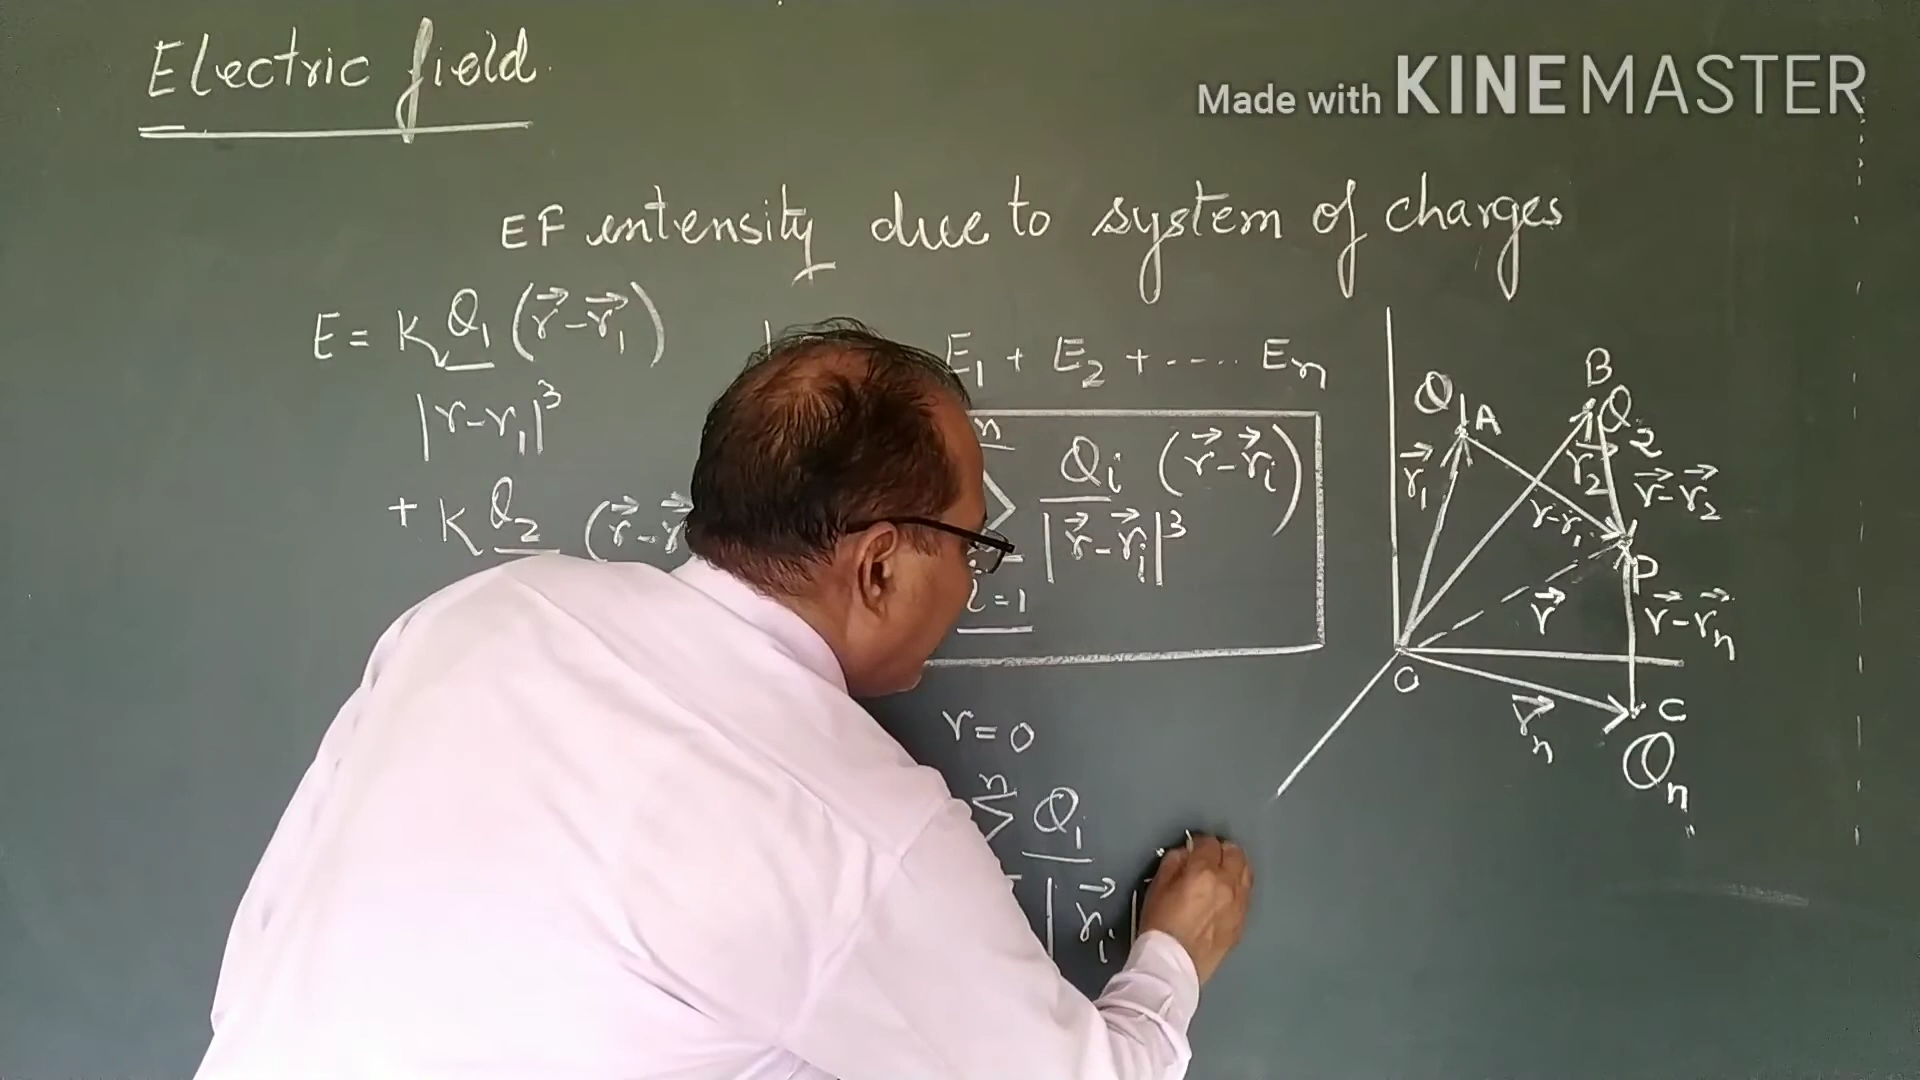 Electric field
Made with KINEMASTER
EF intensity due to system of charges
E = K Q₁ (r⃗ - r⃗₁)
|r - r₁|³
+ K Q₂ (r⃗ - r⃗
E₁ + E₂ + ---- Eₙ
n
Qᵢ (r⃗ - r⃗ᵢ)
|r⃗ - r⃗ᵢ|³
i = 1
r = 0
n
Σ Qᵢ
| r⃗ᵢ |
B
Q₁ A
Q₂
r⃗₁
r⃗₂
r⃗ - r⃗₂
r - r₁
P
r⃗
r⃗ - r⃗ₙ
O
r⃗ₙ
C
Qₙ